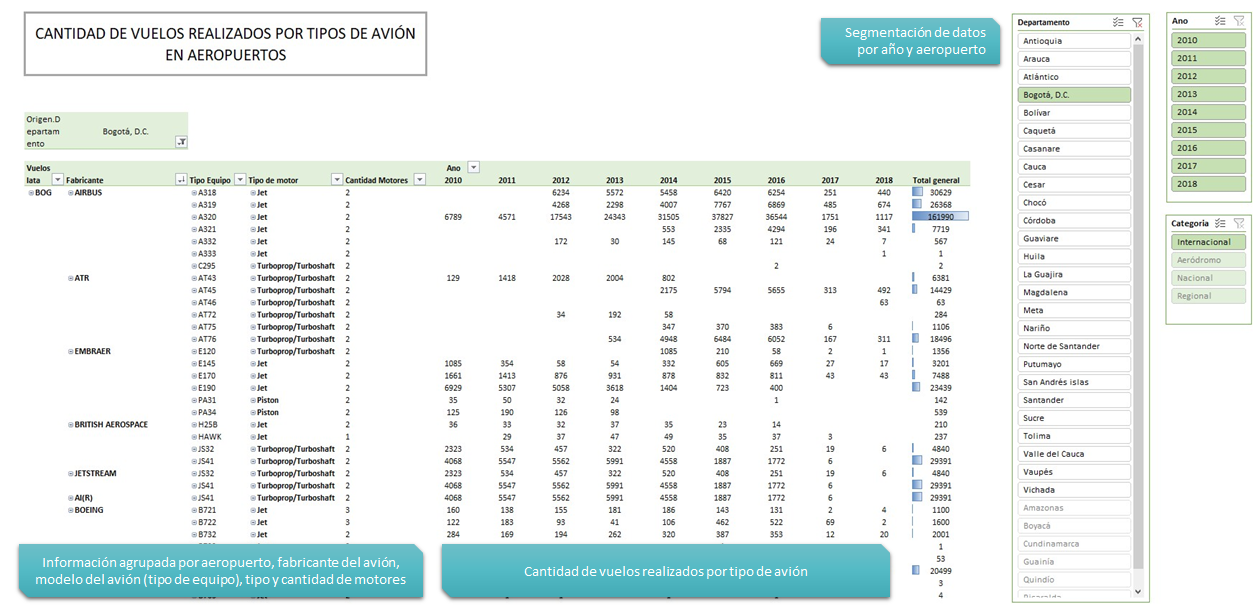 CANTIDAD DE VUELOS REALIZADOS POR TIPOS DE AVIÓN
EN AEROPUERTOS
Segmentación de datos
por año y aeropuerto
Origen.D
epartam
ento
Bogotá, D.C.
Vuelos Ano
Iata Fabricante Tipo Equipo Tipo de motor Cantidad Motores 2010 2011 2012 2013 2014 2015 2016 2017 2018 Total general
BOG AIRBUS A318 Jet 2 6234 5572 5458 6420 6254 251 440 30629
A319 Jet 2 4268 2298 4007 7767 6869 485 674 26368
A320 Jet 2 6789 4571 17543 24343 31505 37827 36544 1751 1117 161990
A321 Jet 2 553 2335 4294 196 341 7719
A332 Jet 2 172 30 145 68 121 24 7 567
A333 Jet 2 1 1
C295 Turboprop/Turboshaft 2 2 2
ATR AT43 Turboprop/Turboshaft 2 129 1418 2028 2004 802 6381
AT45 Turboprop/Turboshaft 2 2175 5794 5655 313 492 14429
AT46 Turboprop/Turboshaft 2 63 63
AT72 Turboprop/Turboshaft 2 34 192 58 284
AT75 Turboprop/Turboshaft 2 347 370 383 6 1106
AT76 Turboprop/Turboshaft 2 534 4948 6484 6052 167 311 18496
EMBRAER E120 Turboprop/Turboshaft 2 1085 210 58 2 1 1356
E145 Jet 2 1085 354 58 54 332 605 669 27 17 3201
E170 Jet 2 1661 1413 876 931 878 832 811 43 43 7488
E190 Jet 2 6929 5307 5058 3618 1404 723 400 23439
PA31 Piston 2 35 50 32 24 1 142
PA34 Piston 2 125 190 126 98 539
BRITISH AEROSPACE H25B Jet 2 36 33 32 37 35 23 14 210
HAWK Jet 1 29 37 47 49 35 37 3 237
JS32 Turboprop/Turboshaft 2 2323 534 457 322 520 408 251 19 6 4840
JS41 Turboprop/Turboshaft 2 4068 5547 5562 5991 4558 1887 1772 6 29391
JETSTREAM JS32 Turboprop/Turboshaft 2 2323 534 457 322 520 408 251 19 6 4840
JS41 Turboprop/Turboshaft 2 4068 5547 5562 5991 4558 1887 1772 6 29391
AI(R) JS41 Turboprop/Turboshaft 2 4068 5547 5562 5991 4558 1887 1772 6 29391
BOEING B721 Jet 3 160 138 155 181 186 143 131 2 4 1100
B722 Jet 3 122 183 93 41 106 462 522 69 2 1600
B732 Jet 2 284 169 194 262 320 387 353 12 20 2001
1
53
20499
3
4
Información agrupada por aeropuerto, fabricante del avión,
modelo del avión (tipo de equipo), tipo y cantidad de motores
Cantidad de vuelos realizados por tipo de avión
Departamento
Antioquia
Arauca
Atlántico
Bogotá, D.C.
Bolívar
Caquetá
Casanare
Cauca
Cesar
Chocó
Córdoba
Guaviare
Huila
La Guajira
Magdalena
Meta
Nariño
Norte de Santander
Putumayo
San Andrés islas
Santander
Sucre
Tolima
Valle del Cauca
Vaupés
Vichada
Amazonas
Boyacá
Cundinamarca
Guainía
Quindío
Risaralda
Ano
2010
2011
2012
2013
2014
2015
2016
2017
2018
Categoria
Internacional
Aeródromo
Nacional
Regional